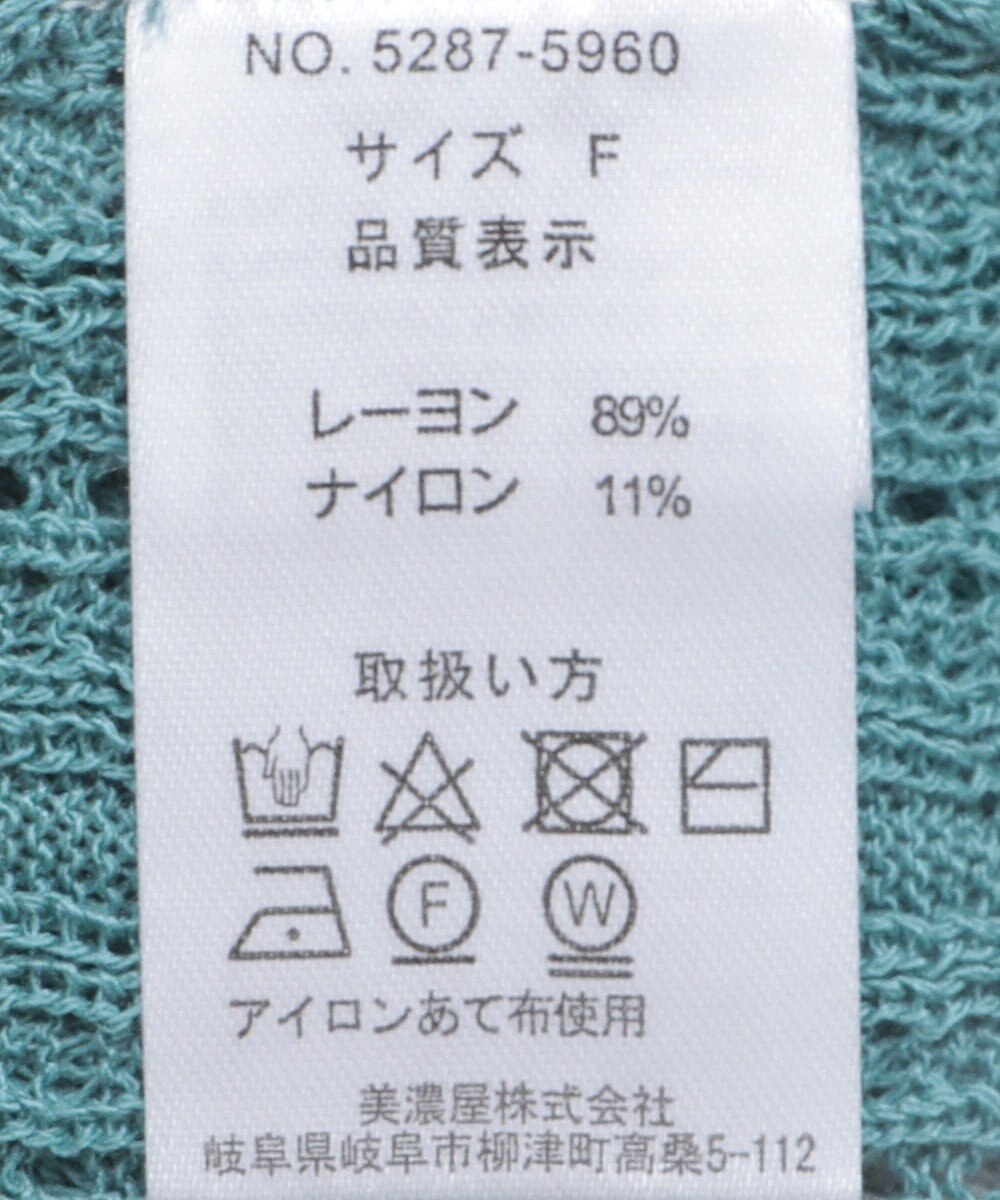 NO. 5287-5960
サイズ F
品質表示
レーヨン 89%
ナイロン 11%
取扱い方
F W
アイロンあて布使用
美濃屋株式会社
岐阜県岐阜市柳津町高桑5-112